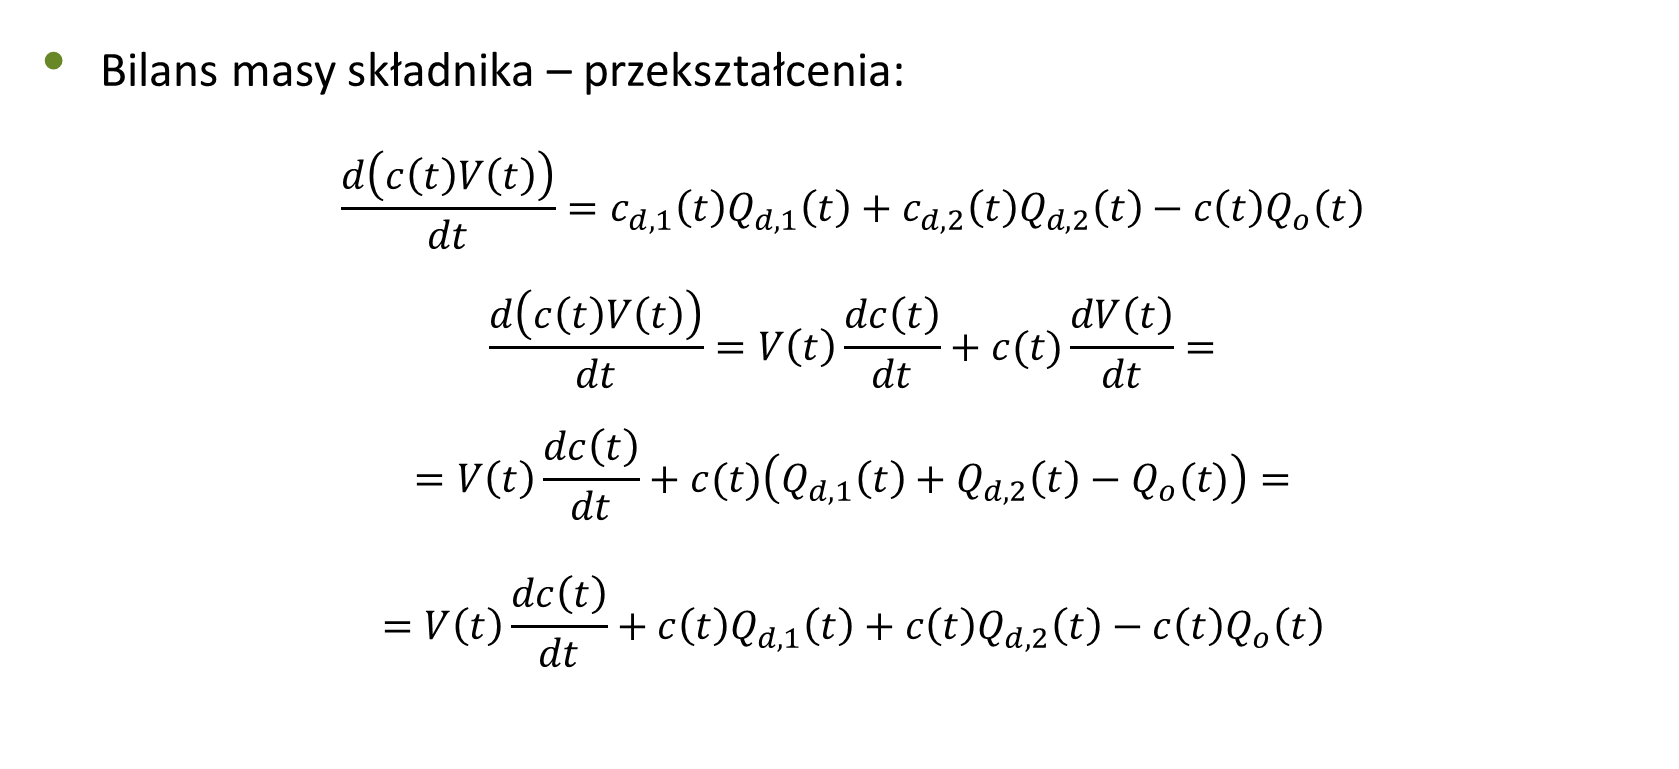 • Bilans masy składnika – przekształcenia:
d(c(t)V(t))/dt = c_{d,1}(t)Q_{d,1}(t) + c_{d,2}(t)Q_{d,2}(t) − c(t)Q_o(t)
d(c(t)V(t))/dt = V(t) dc(t)/dt + c(t) dV(t)/dt =
= V(t) dc(t)/dt + c(t)(Q_{d,1}(t) + Q_{d,2}(t) − Q_o(t)) =
= V(t) dc(t)/dt + c(t)Q_{d,1}(t) + c(t)Q_{d,2}(t) − c(t)Q_o(t)